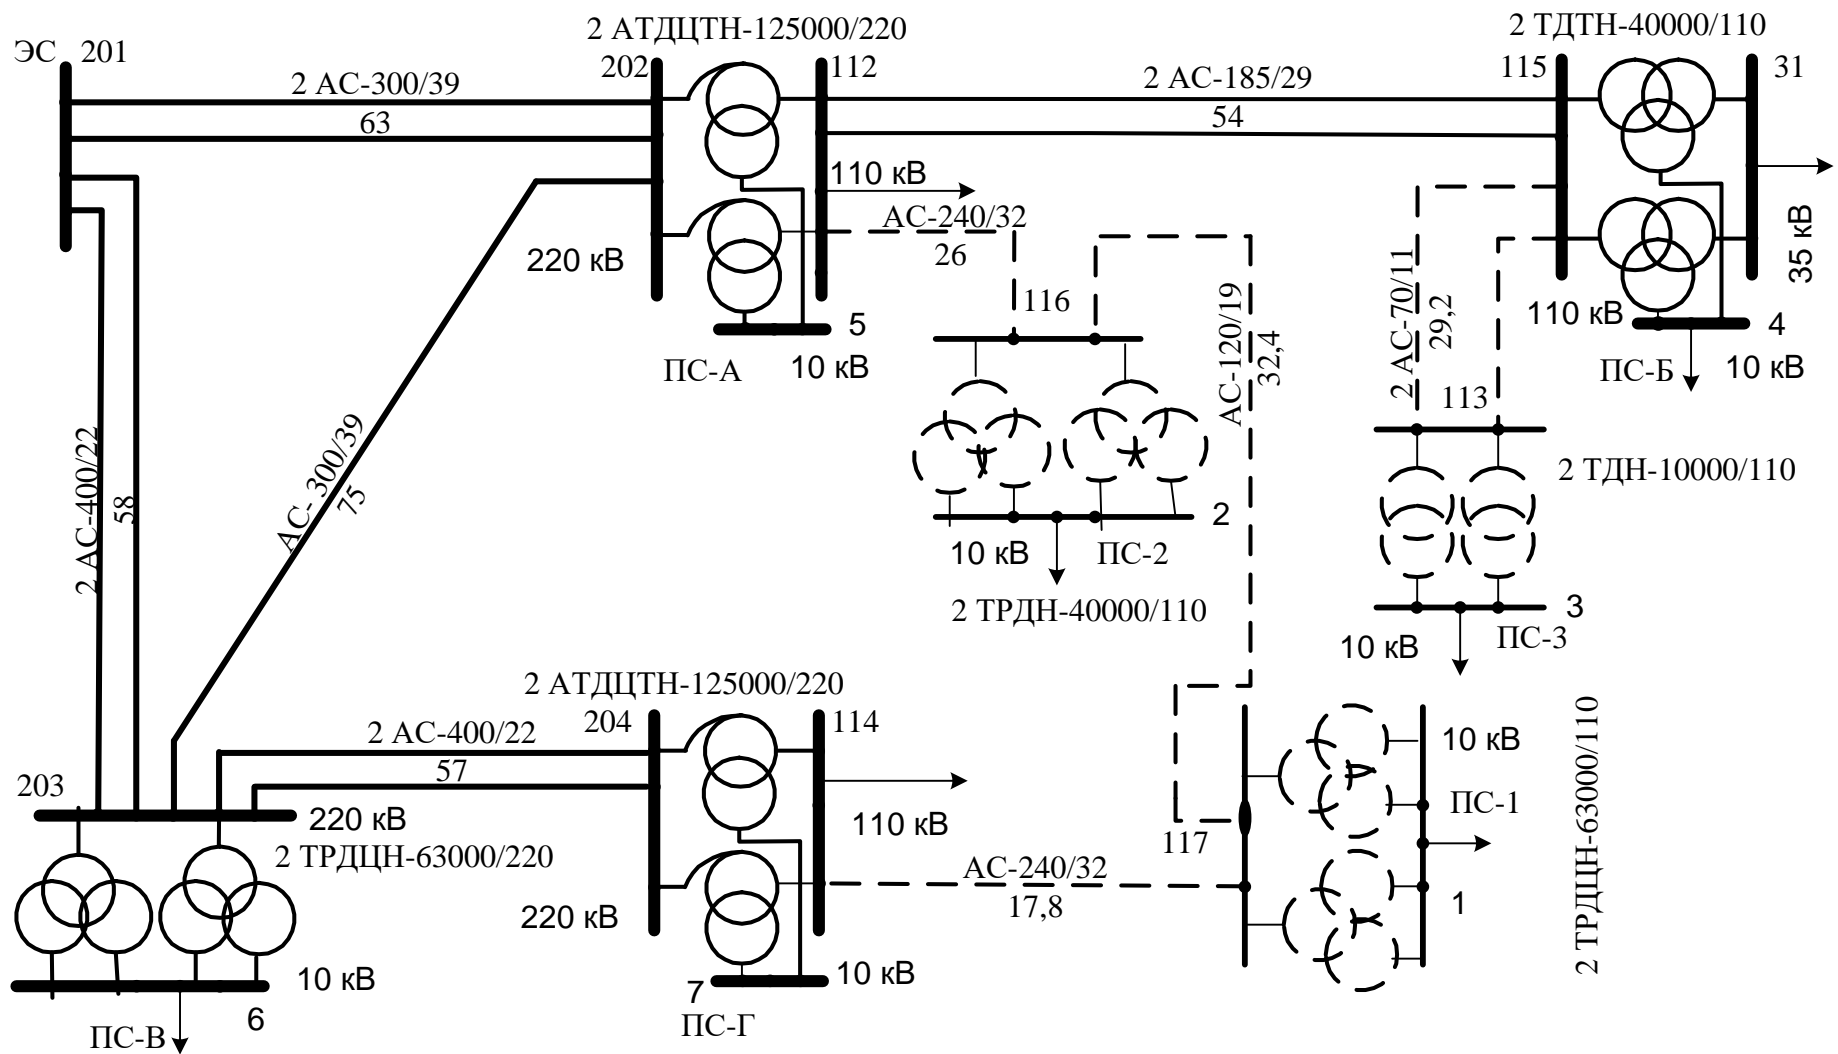 ЭС 201
2 АС-300/39
63
2 АТДЦТН-125000/220
202
112
2 АС-185/29
54
2 ТДТН-40000/110
115
31
110 кВ
АС-240/32
26
220 кВ
5
10 кВ
ПС-А
116
АС-120/19
32,4
2 АС-70/11
29,2
110 кВ
35 кВ
4
ПС-Б
10 кВ
113
2 ТДН-10000/110
2 АС-400/22
58
АС-300/39
75
2
10 кВ
ПС-2
2 ТРДН-40000/110
3
ПС-3
10 кВ
2 АТДЦТН-125000/220
204
114
2 АС-400/22
57
203
220 кВ
2 ТРДЦН-63000/220
110 кВ
АС-240/32
17,8
117
10 кВ
ПС-1
1
2 ТРДЦН-63000/110
220 кВ
10 кВ
6
ПС-В
7
10 кВ
ПС-Г